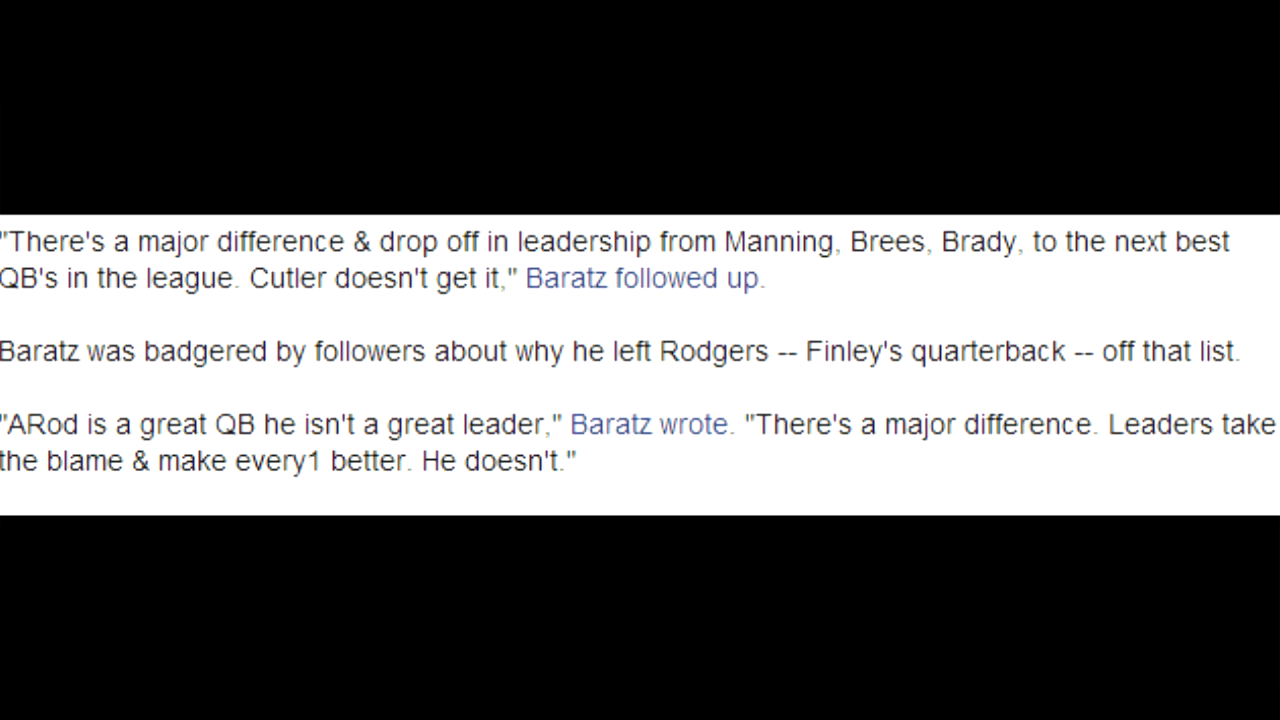 "There's a major difference & drop off in leadership from Manning, Brees, Brady, to the next best
QB's in the league. Cutler doesn't get it," Baratz followed up.
Baratz was badgered by followers about why he left Rodgers -- Finley's quarterback -- off that list.
"ARod is a great QB he isn't a great leader," Baratz wrote. "There's a major difference. Leaders take
the blame & make every1 better. He doesn't."